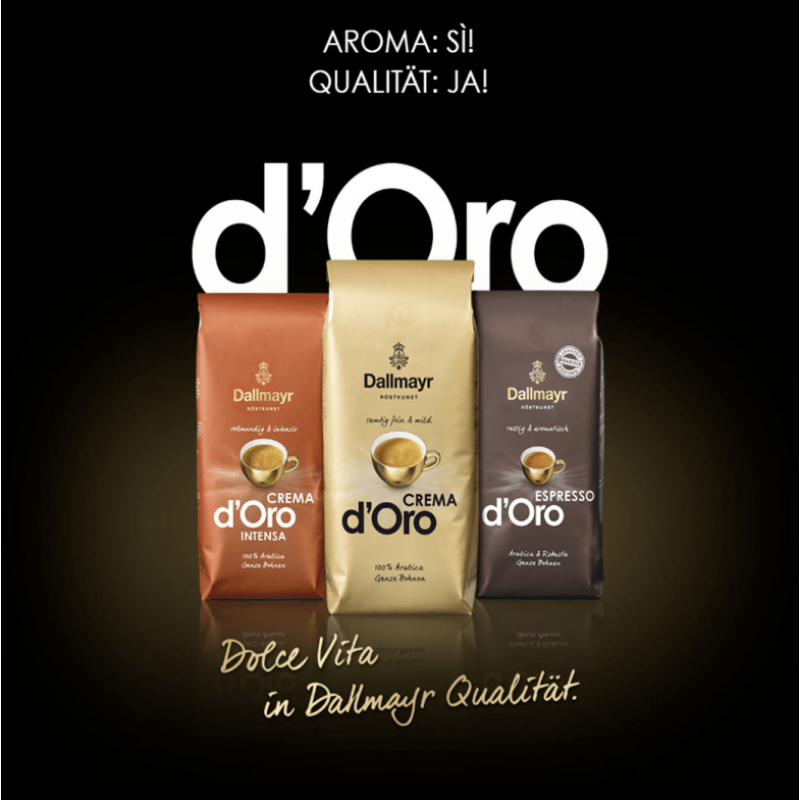 AROMA: SÌ!
QUALITÄT: JA!
d'Oro
Dallmayr
RÖSTKUNST
vollmundig & intensiv
CREMA
d'Oro
INTENSA
100% Arabica
Ganze Bohnen
Dallmayr
RÖSTKUNST
samtig fein & mild
CREMA
d'Oro
100% Arabica
Ganze Bohnen
Dallmayr
RÖSTKUNST
rassig & aromatisch
ESPRESSO
d'Oro
Arabica & Robusta
Ganze Bohnen
Dolce Vita
in Dallmayr Qualität.